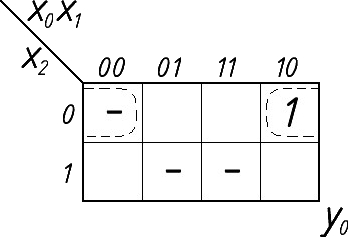 X₀X₁
X₂
00 01 11 10
0 - 1
1 - -
y₀